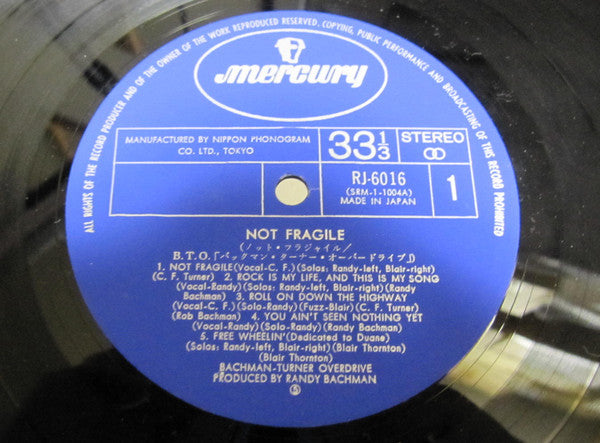 ALL RIGHTS OF THE RECORD PRODUCER AND OF THE OWNER OF THE WORK REPRODUCED RESERVED. COPYING, PUBLIC PERFORMANCE AND BROADCASTING OF THIS RECORD PROHIBITED
mercury
MANUFACTURED BY NIPPON PHONOGRAM
CO. LTD., TOKYO
33 1/3
STEREO
RJ-6016
(SRM-1-1004A)
MADE IN JAPAN
1
NOT FRAGILE
(ノット・フラジャイル/
B.T.O.「バックマン・ターナー・オーバードライブ」)
1. NOT FRAGILE(Vocal-C. F.)(Solos: Randy-left, Blair-right)
(C. F. Turner) 2. ROCK IS MY LIFE, AND THIS IS MY SONG
(Vocal-Randy)(Solos: Randy-left, Blair-right)(Randy
Bachman) 3. ROLL ON DOWN THE HIGHWAY
(Vocal-C. F.)(Solo-Randy)(Fuzz-Blair)(C. F. Turner)
(Rob Bachman) 4. YOU AIN'T SEEN NOTHING YET
(Vocal-Randy)(Solo-Randy)(Randy Bachman)
5. FREE WHEELIN'(Dedicated to Duane)
(Solos: Randy-left, Blair-right)(Blair Thornton)
(Blair Thornton)
BACHMAN-TURNER OVERDRIVE
PRODUCED BY RANDY BACHMAN